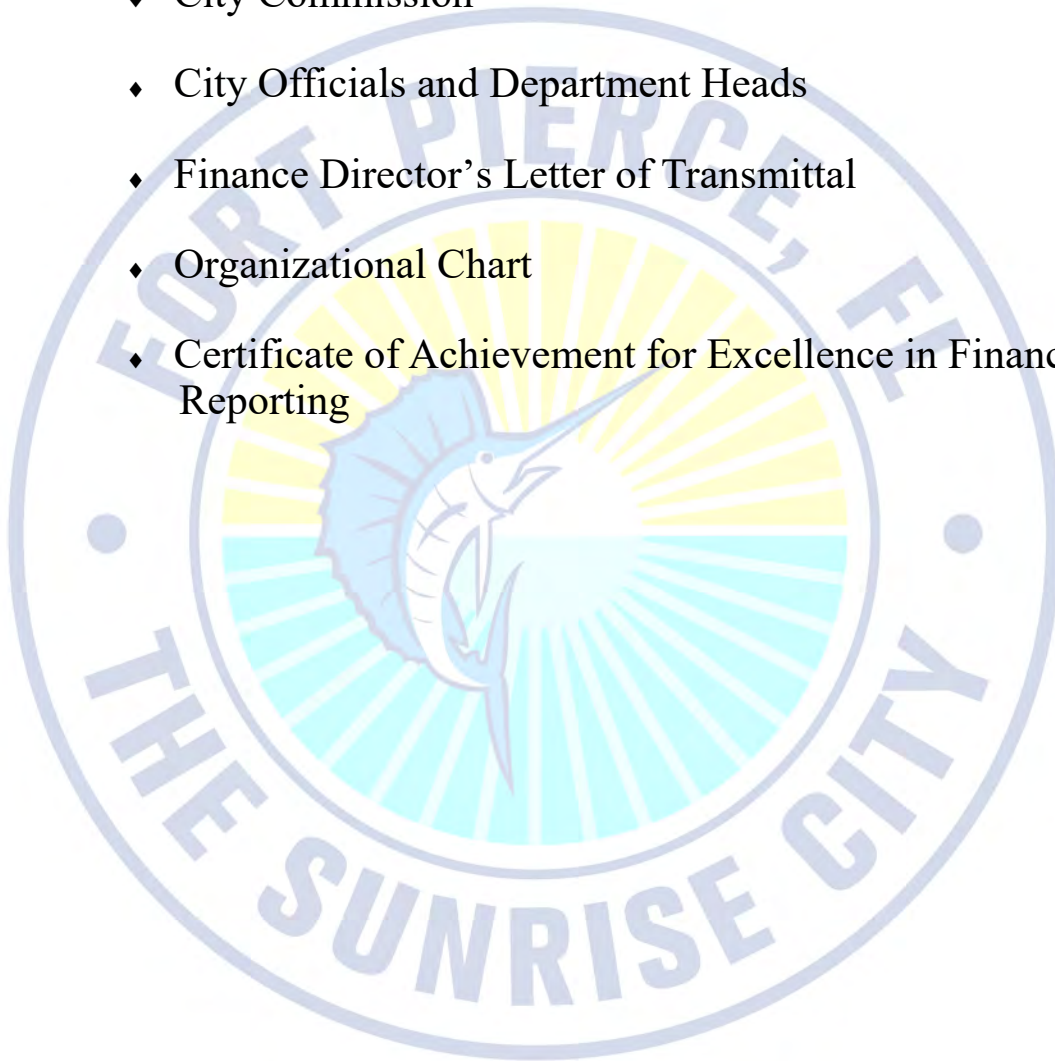 ♦ City Commission
♦ City Officials and Department Heads
♦ Finance Director’s Letter of Transmittal
♦ Organizational Chart
♦ Certificate of Achievement for Excellence in
Reporting
FORT PIERCE, FL
THE SUNRISE CITY